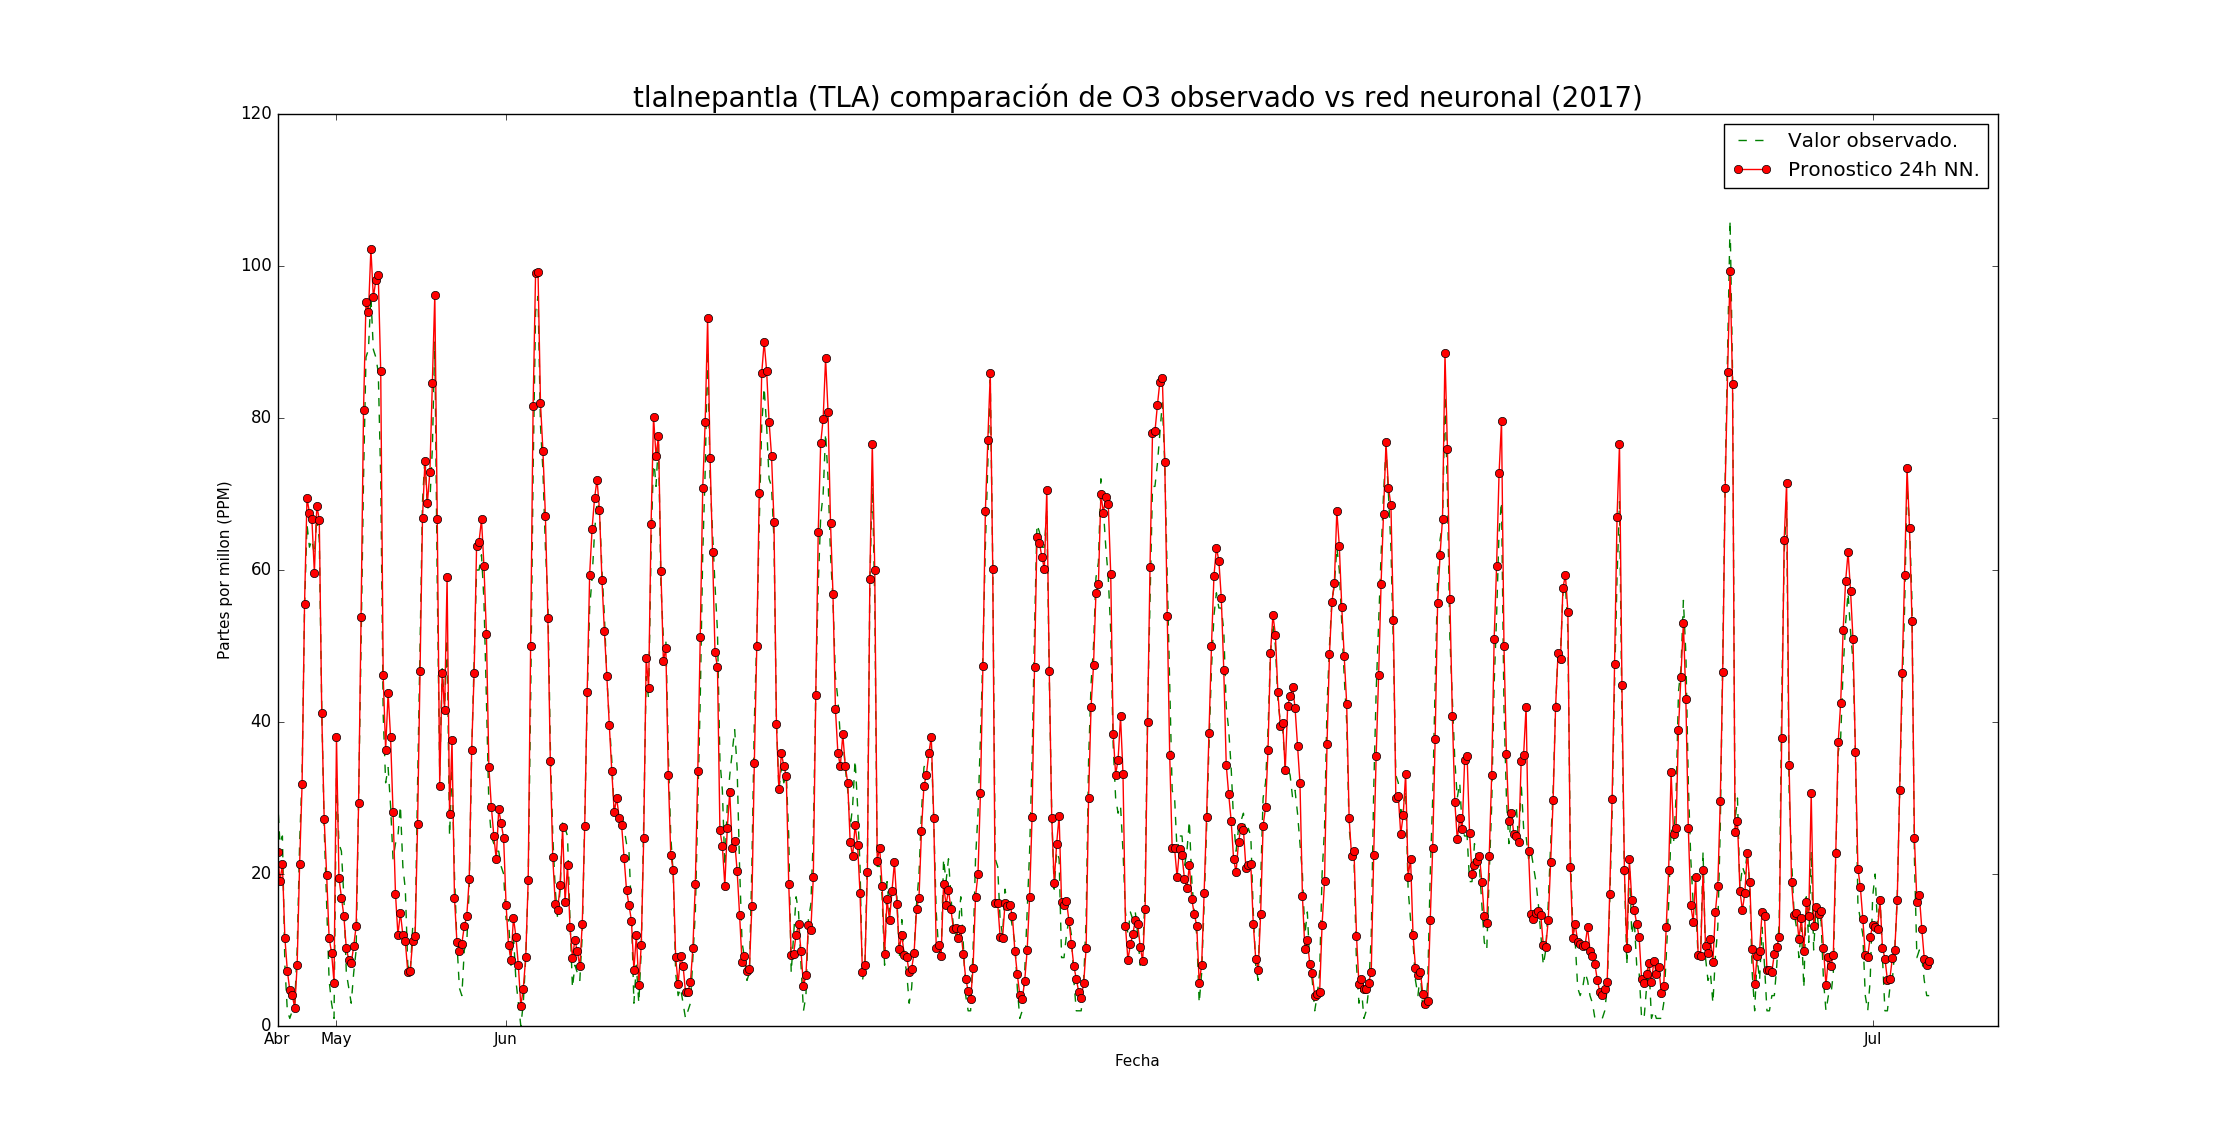 tlalnepantla (TLA) comparación de O3 observado vs red neuronal (2017)
Valor observado.
Pronostico 24h NN.
Partes por millon (PPM)
120
100
80
60
40
20
0
Abr May Jun Jul
Fecha